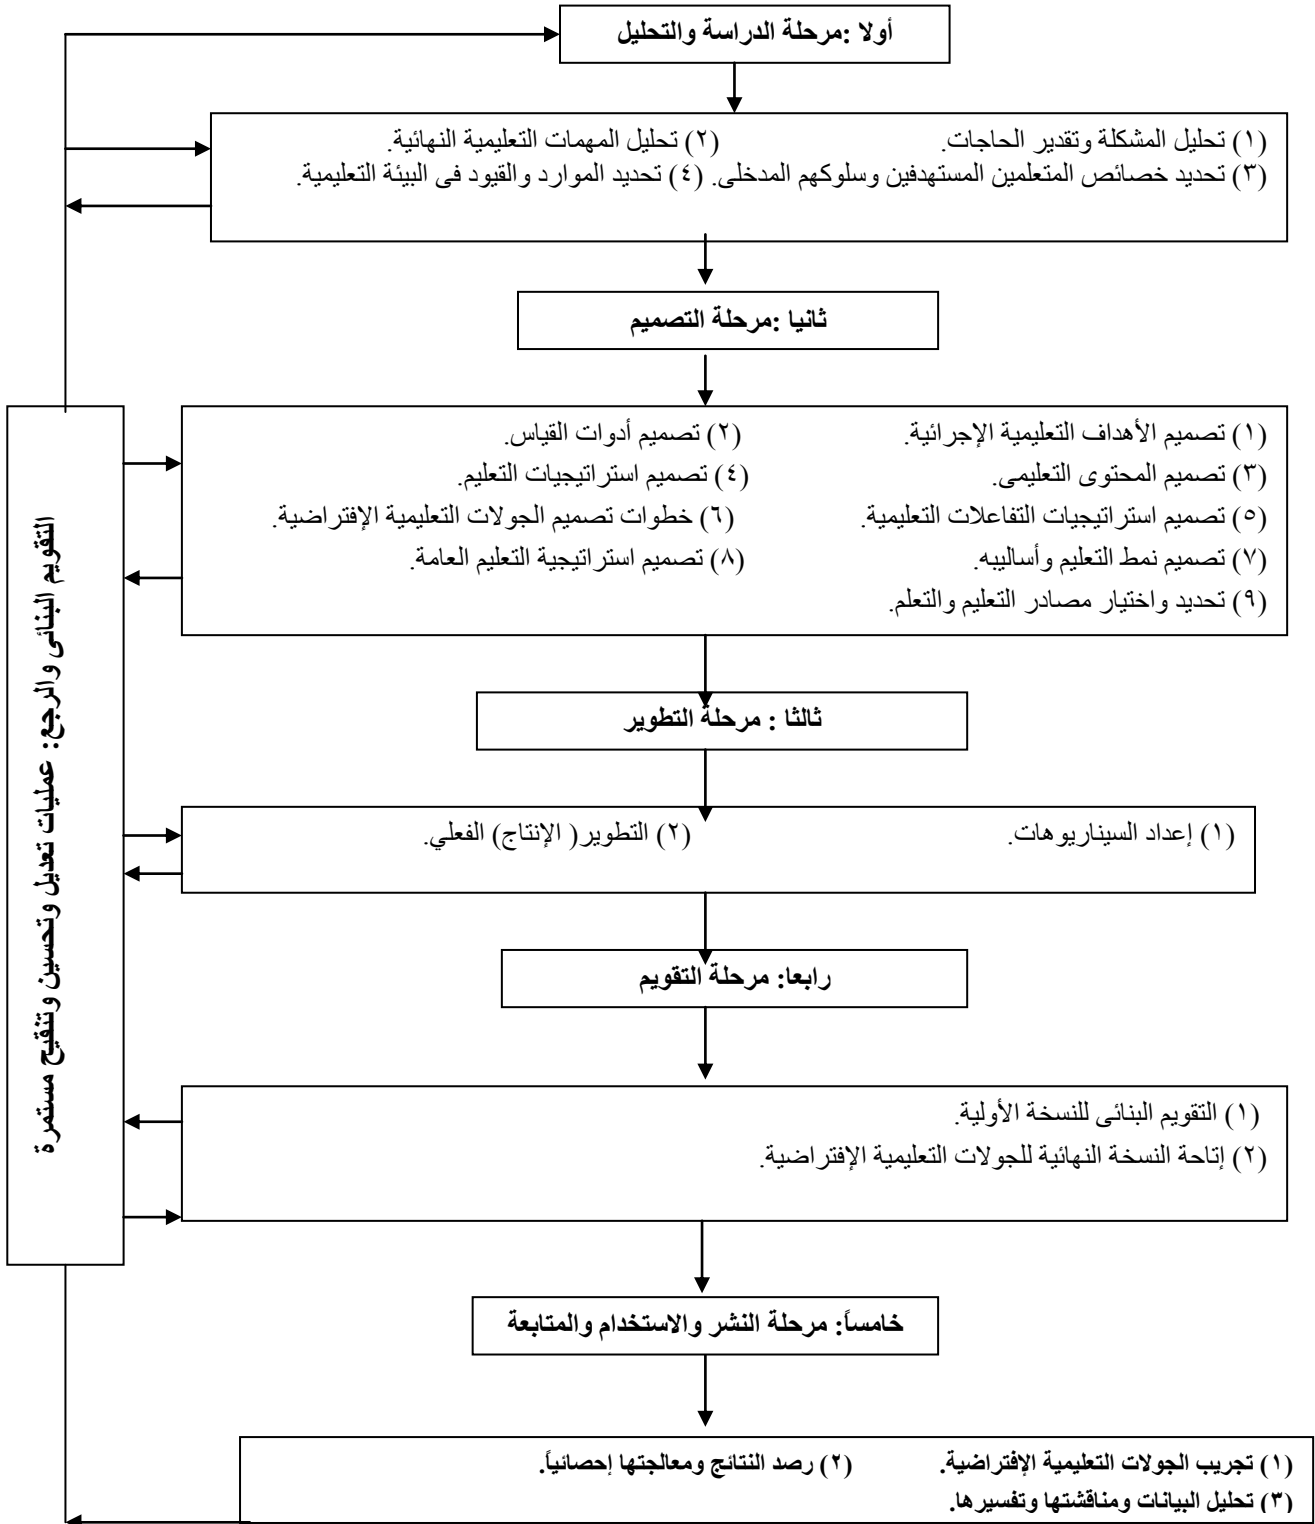 أولا :مرحلة الدراسة والتحليل
(١) تحليل المشكلة وتقدير الحاجات. (٢) تحليل المهمات التعليمية النهائية.
(٣) تحديد خصائص المتعلمين المستهدفين وسلوكهم المدخلى. (٤) تحديد الموارد والقيود فى البيئة التعليمية.
ثانيا :مرحلة التصميم
(١) تصميم الأهداف التعليمية الإجرائية. (٢) تصميم أدوات القياس.
(٣) تصميم المحتوى التعليمى. (٤) تصميم استراتيجيات التعليم.
(٥) تصميم استراتيجيات التفاعلات التعليمية. (٦) خطوات تصميم الجولات التعليمية الإفتراضية.
(٧) تصميم نمط التعليم وأساليبه. (٨) تصميم استراتيجية التعليم العامة.
(٩) تحديد واختيار مصادر التعليم والتعلم.
التقويم البنائى والرجع: عمليات تعديل وتحسين وتنقيح مستمرة
ثالثا : مرحلة التطوير
(١) إعداد السيناريوهات. (٢) التطوير( الإنتاج) الفعلي.
رابعا: مرحلة التقويم
(١) التقويم البنائى للنسخة الأولية.
(٢) إتاحة النسخة النهائية للجولات التعليمية الإفتراضية.
خامساً: مرحلة النشر والاستخدام والمتابعة
(١) تجريب الجولات التعليمية الإفتراضية. (٢) رصد النتائج ومعالجتها إحصائياً.
(٣) تحليل البيانات ومناقشتها وتفسيرها.